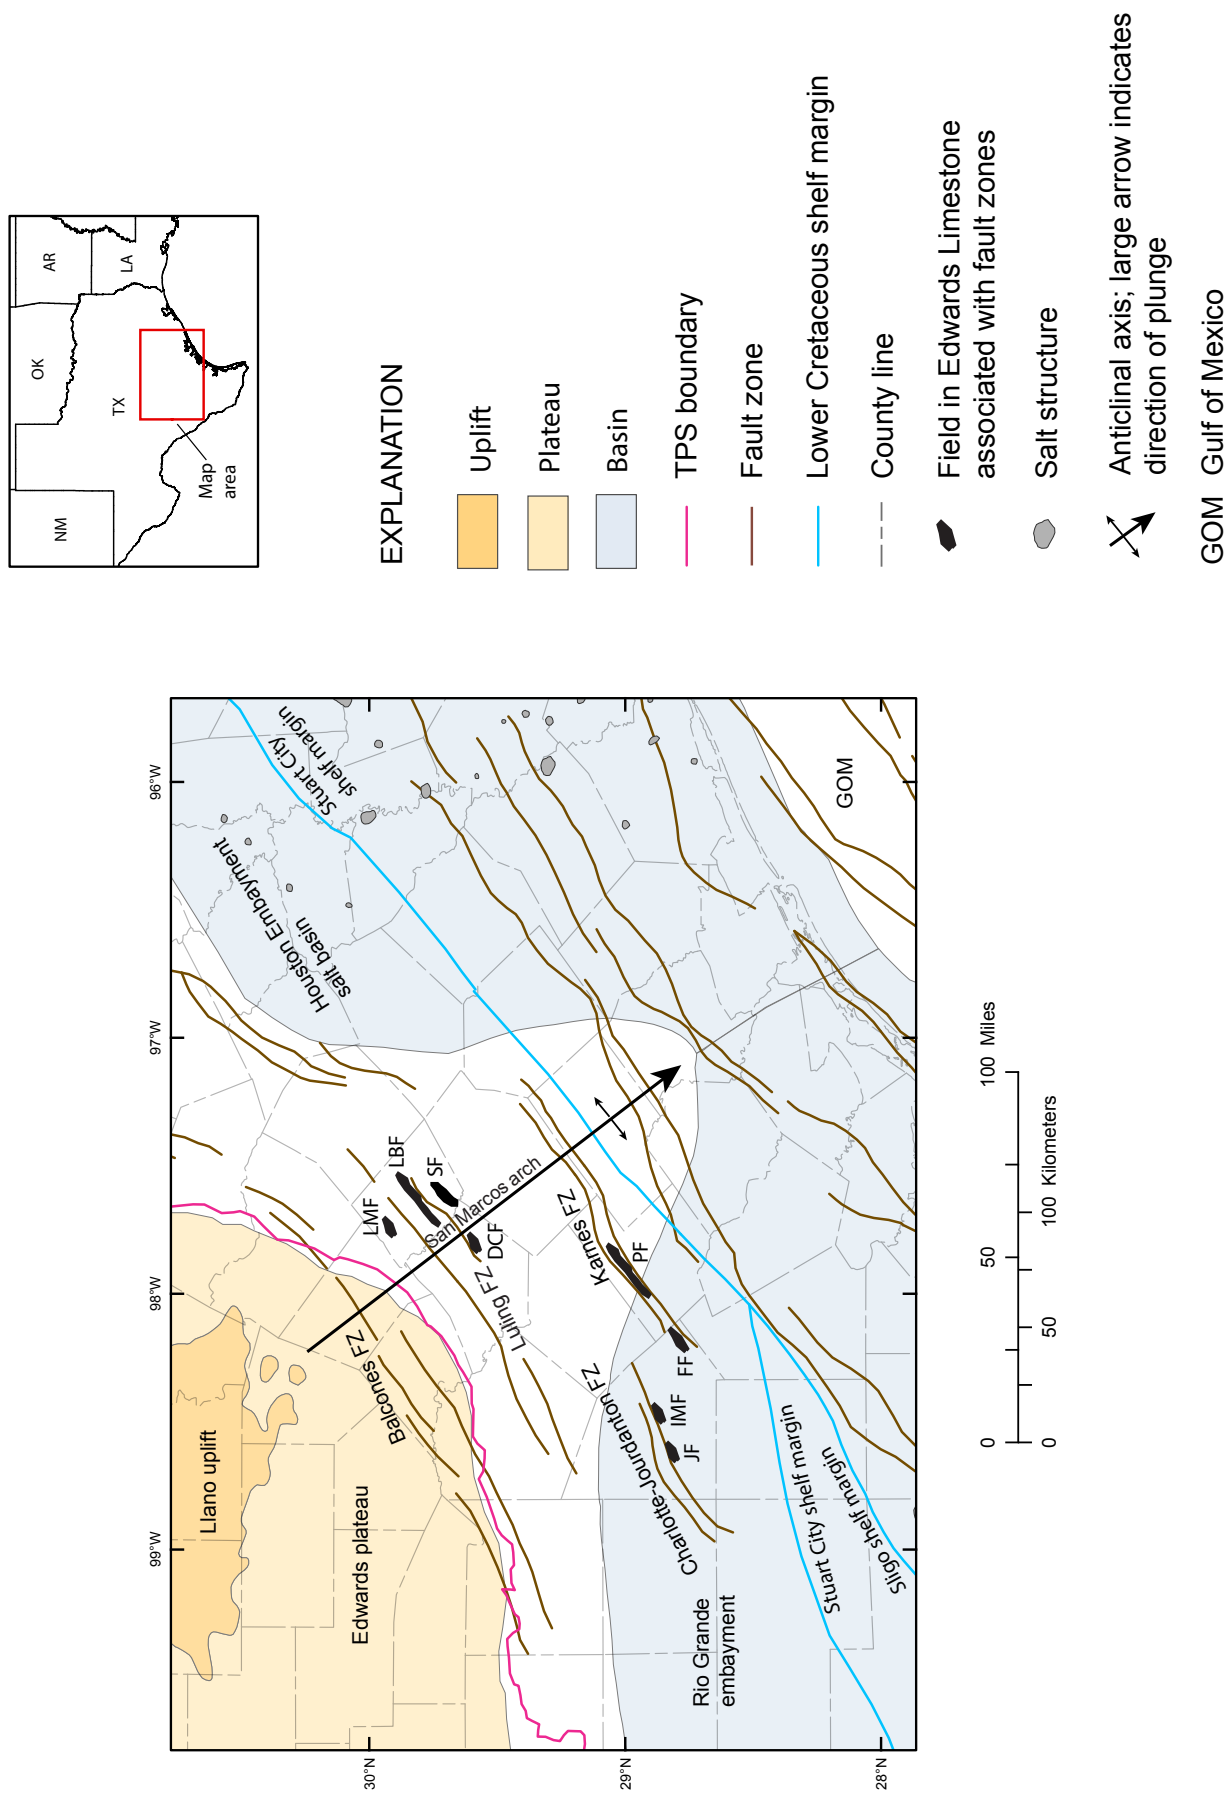 NM
OK
AR
TX
LA
Map
area
EXPLANATION
Uplift
Plateau
Basin
TPS boundary
Fault zone
Lower Cretaceous shelf margin
County line
Field in Edwards Limestone
associated with fault zones
Salt structure
Anticlinal axis; large arrow indicates
direction of plunge
GOM Gulf of Mexico
99°W
98°W
97°W
96°W
30°N
29°N
28°N
Llano uplift
Edwards plateau
Balcones FZ
Houston Embayment
salt basin
Stuart City
shelf margin
LMF
LBF
SF
San Marcos arch
DCF
Luling FZ
Karnes FZ
PF
FF
Charlotte-Jourdanton FZ
IMF
JF
Rio Grande
embayment
Stuart City shelf margin
Sligo shelf margin
GOM
0 50 100 Miles
0 50 100 Kilometers